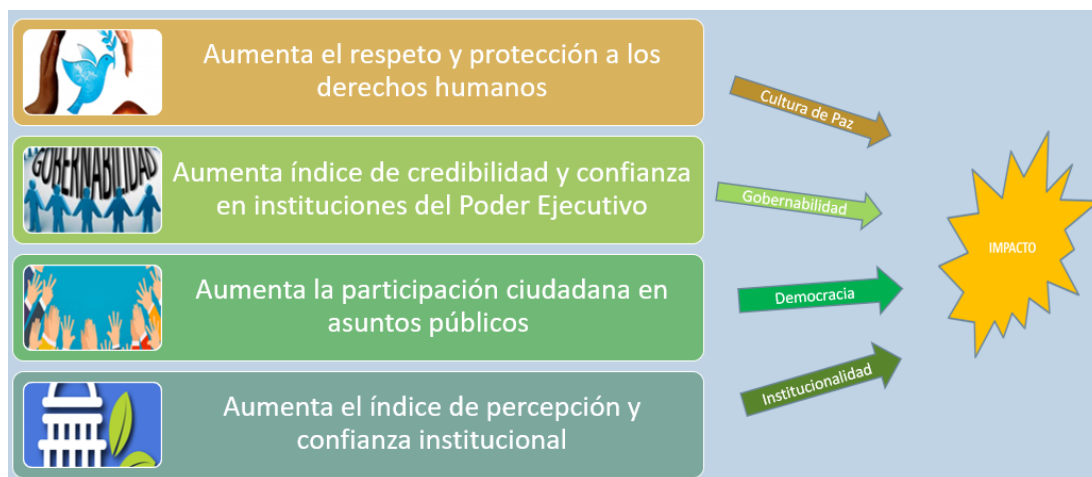 Aumenta el respeto y protección a los
derechos humanos
Cultura de Paz
GOBERNABILIDAD
Aumenta índice de credibilidad y confianza
en instituciones del Poder Ejecutivo
Gobernabilidad
IMPACTO
Aumenta la participación ciudadana en
asuntos públicos
Democracia
Aumenta el índice de percepción y
confianza institucional
Institucionalidad